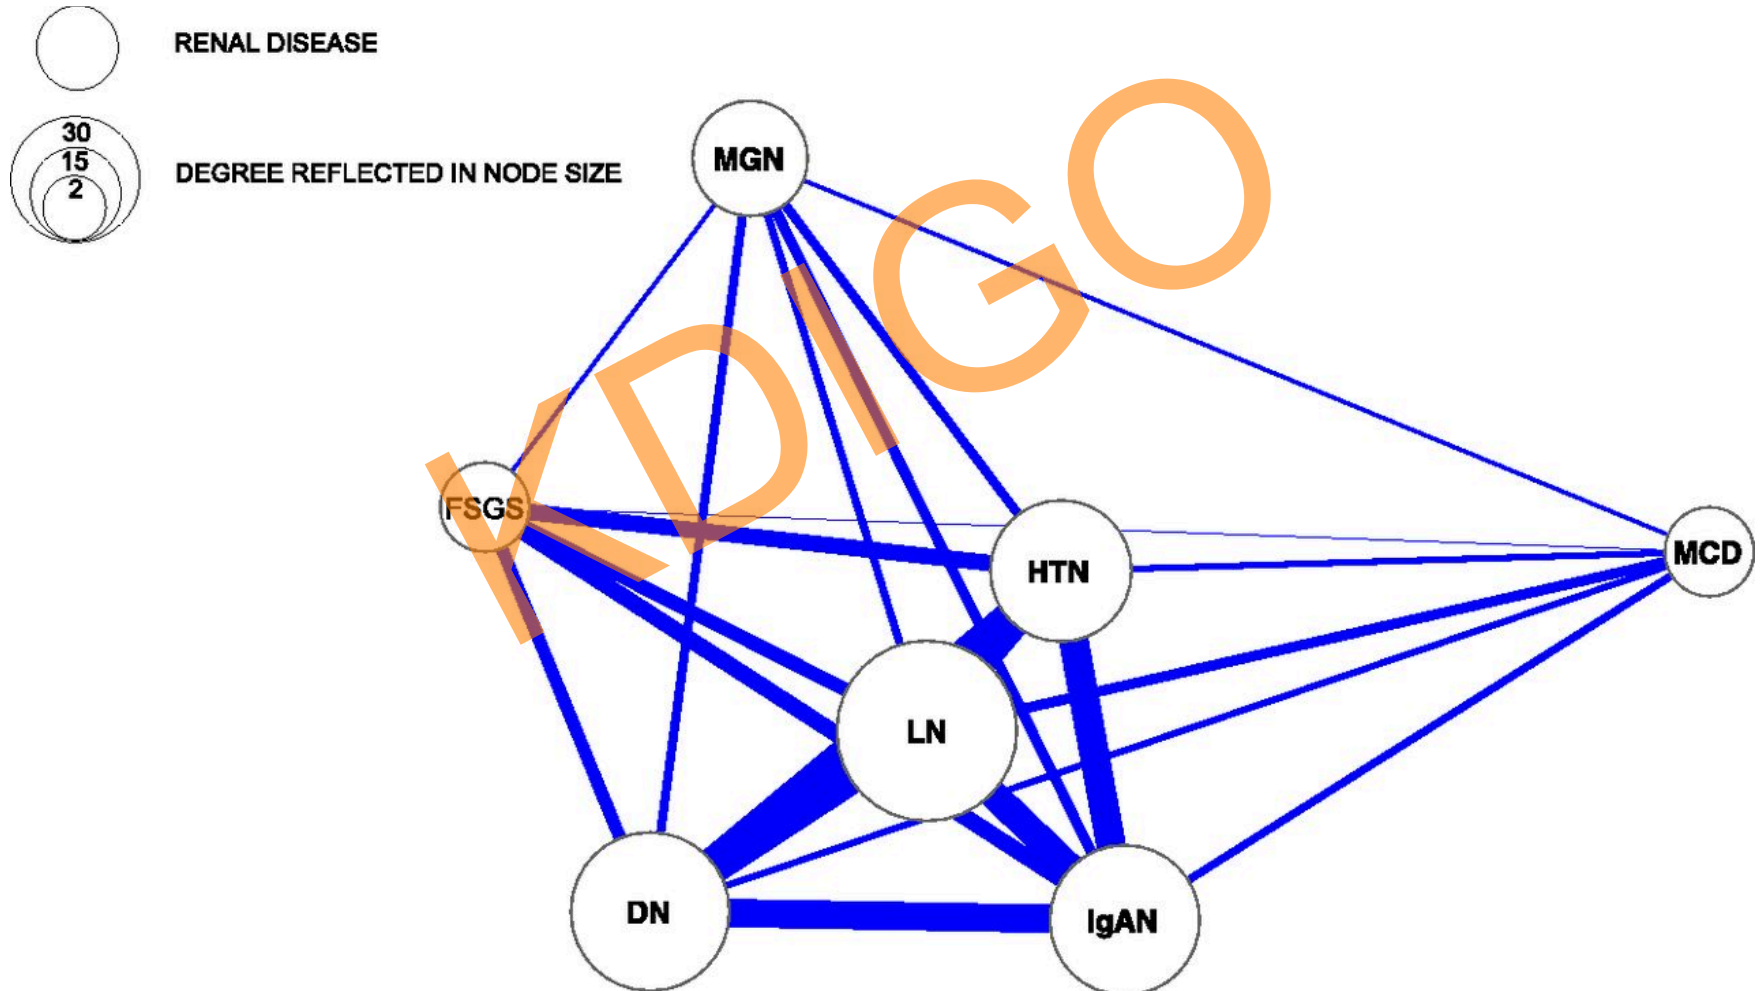 RENAL DISEASE
30
15
2
DEGREE REFLECTED IN NODE SIZE
MGN
KDIGO
FSGS
HTN
MCD
LN
DN
IgAN